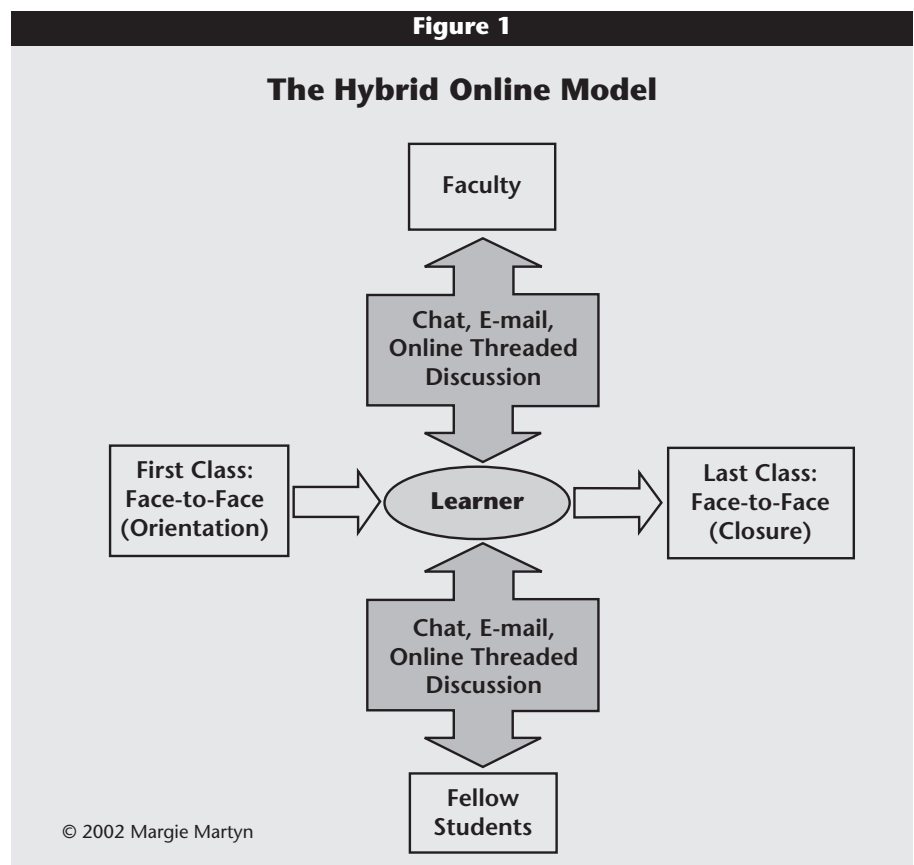 Figure 1
The Hybrid Online Model
Faculty
Chat, E-mail,
Online Threaded
Discussion
First Class:
Face-to-Face
(Orientation)
Learner
Last Class:
Face-to-Face
(Closure)
Chat, E-mail,
Online Threaded
Discussion
Fellow
Students
© 2002 Margie Martyn